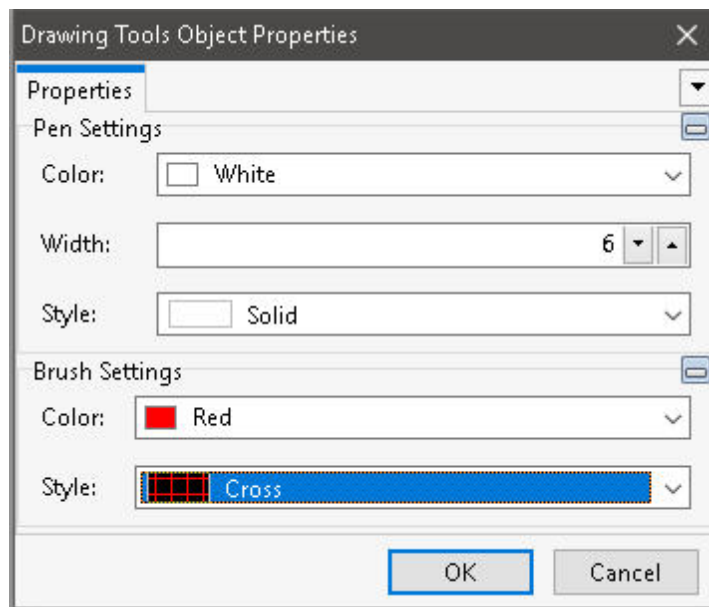 Drawing Tools Object Properties
Properties
Pen Settings
Color: White
Width: 6
Style: Solid
Brush Settings
Color: Red
Style: Cross
OK Cancel